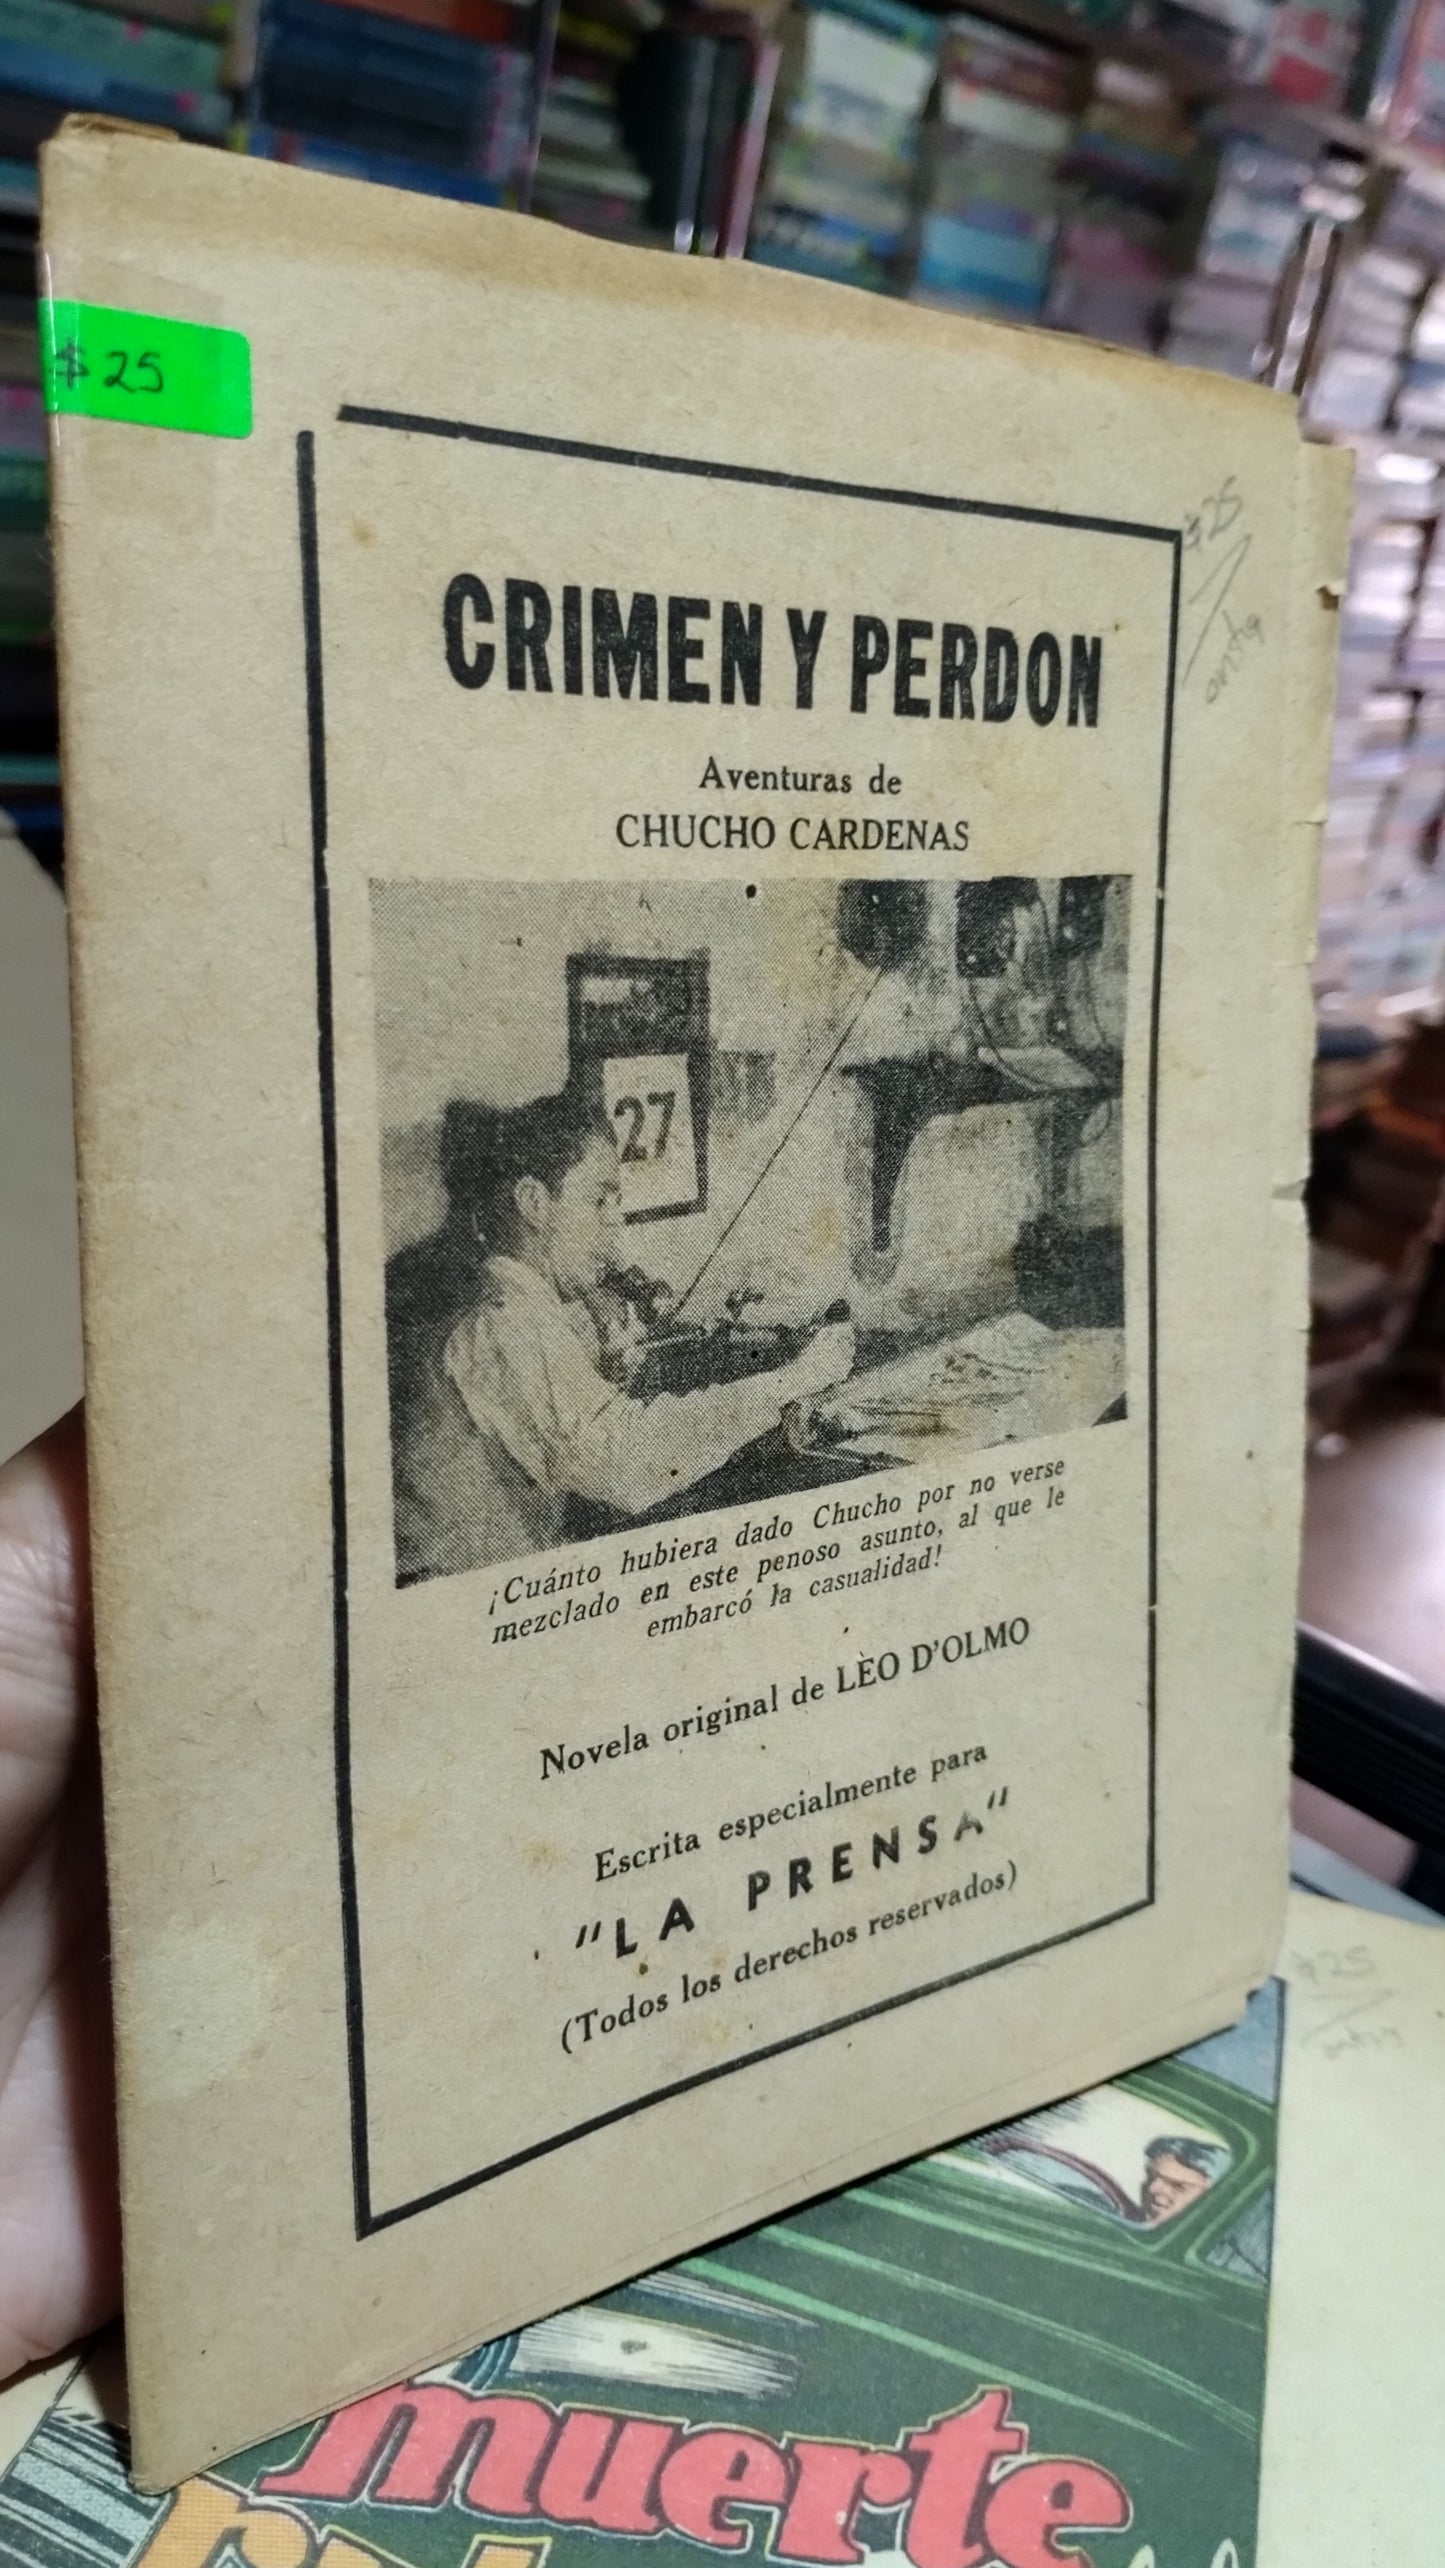 $25
$25
CRIMEN Y PERDON
Aventuras de
CHUCHO CARDENAS
27
¡Cuánto hubiera dado Chucho por no verse
mezclado en este penoso asunto, al que le
embarcó la casualidad!
Novela original de LEO D'OLMO
Escrita especialmente para
"LA PRENSA"
(Todos los derechos reservados)
$25
muerte